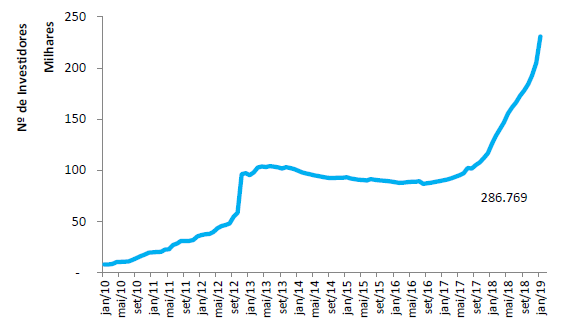 Nº de Investidores
Milhares
250
200
150
100
50
-
286.769
jan/10
mai/10
set/10
jan/11
mai/11
set/11
jan/12
mai/12
set/12
jan/13
mai/13
set/13
jan/14
mai/14
set/14
jan/15
mai/15
set/15
jan/16
mai/16
set/16
jan/17
mai/17
set/17
jan/18
mai/18
set/18
jan/19